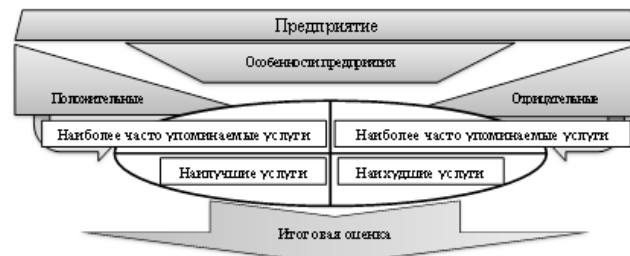 Предприятие
Особенности предприятия
Положительные
Отрицательные
Наиболее часто упоминаемые услуги
Наиболее часто упоминаемые услуги
Наилучшие услуги
Наихудшие услуги
Итоговая оценка